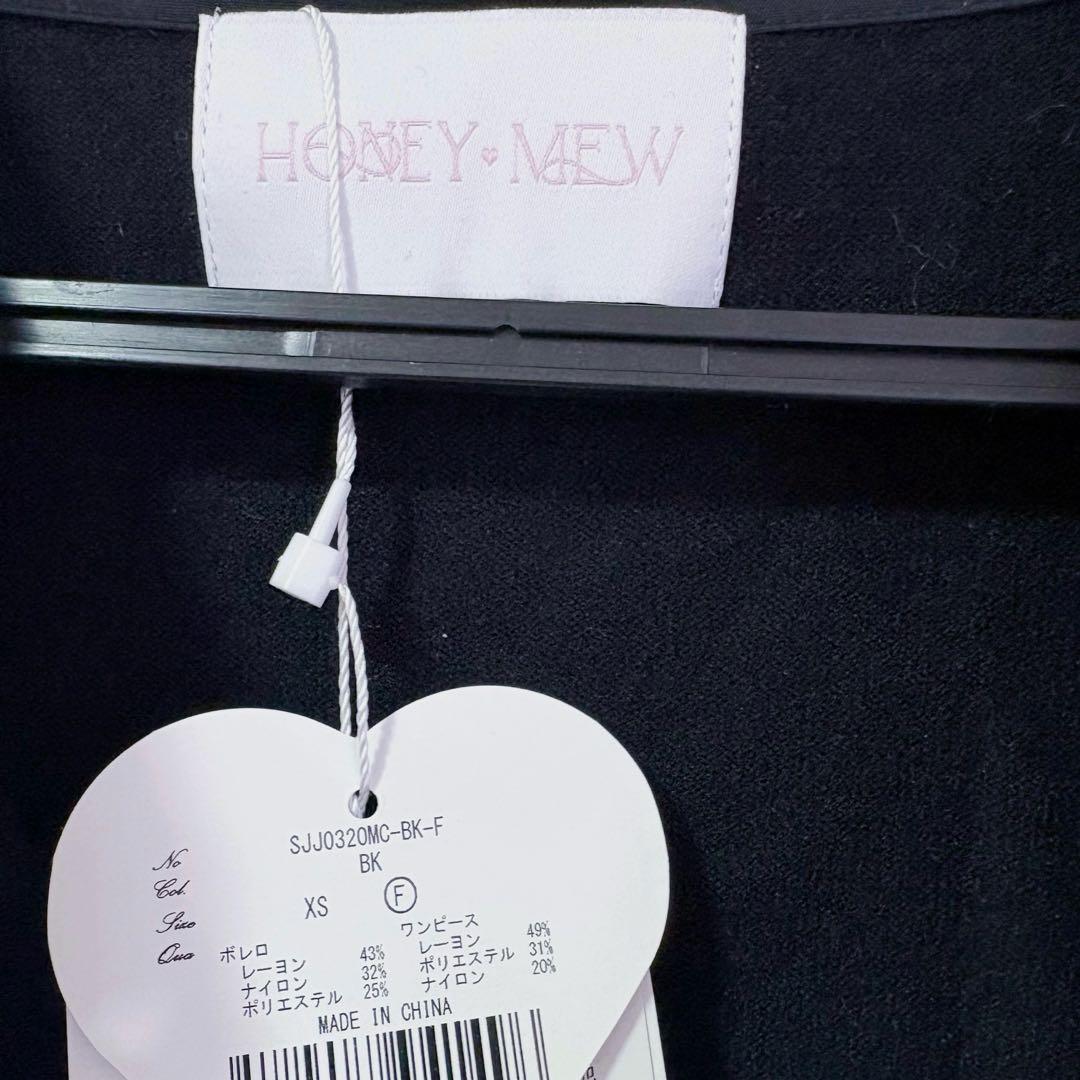 HONEY♥MEW
No SJJ0320MC-BK-F
Col. BK
Size XS Ⓕ
Qua ボレロ
レーヨン 43%
ナイロン 32%
ポリエステル 25%
ワンピース
レーヨン 49%
ポリエステル 31%
ナイロン 20%
MADE IN CHINA